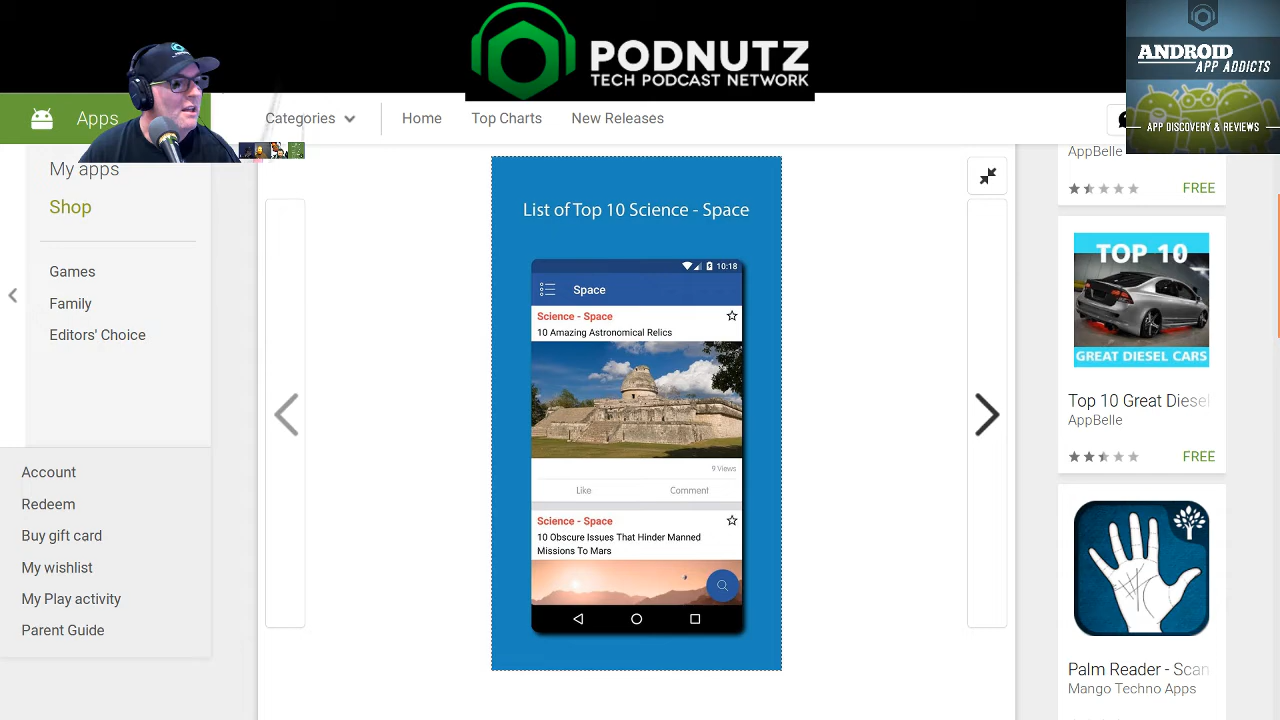 PODNUTZ
TECH PODCAST NETWORK
ANDROID
APP ADDICTS
APP DISCOVERY & REVIEWS
Apps
Categories
Home
Top Charts
New Releases
My apps
Shop
Games
Family
Editors' Choice
Account
Redeem
Buy gift card
My wishlist
My Play activity
Parent Guide
List of Top 10 Science - Space
10:18
Space
Science - Space
10 Amazing Astronomical Relics
9 Views
Like
Comment
Science - Space
10 Obscure Issues That Hinder Manned
Missions To Mars
AppBelle
FREE
TOP 10
GREAT DIESEL CARS
Top 10 Great Diesel
AppBelle
FREE
Palm Reader - Scan
Mango Techno Apps